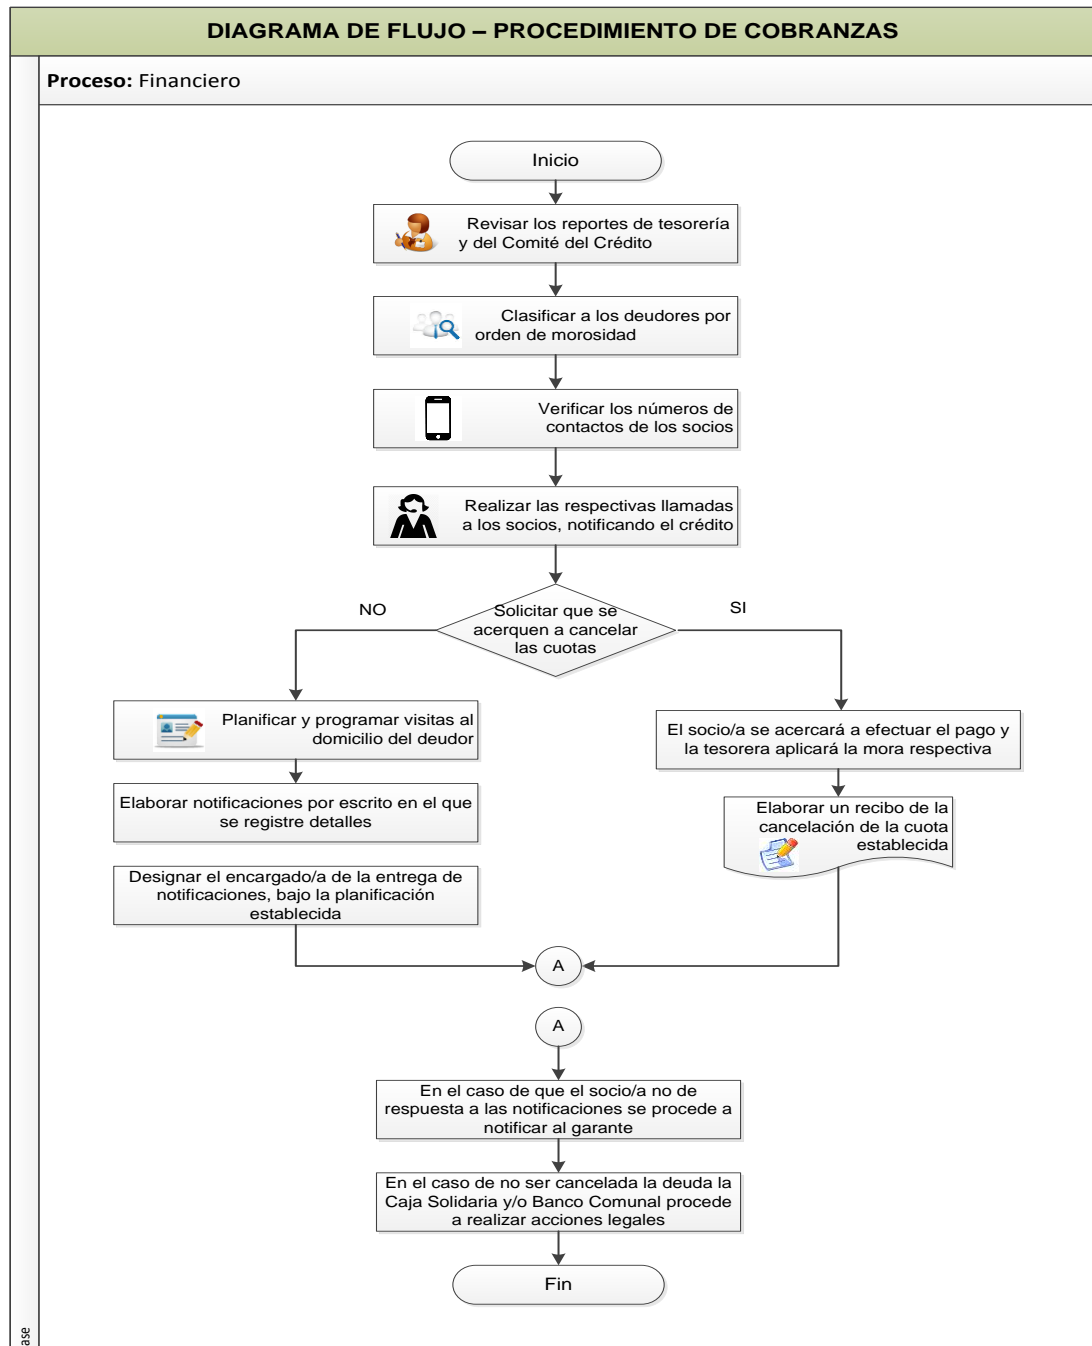 DIAGRAMA DE FLUJO – PROCEDIMIENTO DE COBRANZAS
Proceso: Financiero
Inicio
Revisar los reportes de tesorería
y del Comité del Crédito
Clasificar a los deudores por
orden de morosidad
Verificar los números de
contactos de los socios
Realizar las respectivas llamadas
a los socios, notificando el crédito
Solicitar que se
acerquen a cancelar
las cuotas
NO
SI
Planificar y programar visitas al
domicilio del deudor
Elaborar notificaciones por escrito en el que
se registre detalles
Designar el encargado/a de la entrega de
notificaciones, bajo la planificación
establecida
El socio/a se acercará a efectuar el pago y
la tesorera aplicará la mora respectiva
Elaborar un recibo de la
cancelación de la cuota
establecida
A
A
En el caso de que el socio/a no de
respuesta a las notificaciones se procede a
notificar al garante
En el caso de no ser cancelada la deuda la
Caja Solidaria y/o Banco Comunal procede
a realizar acciones legales
Fin
ase